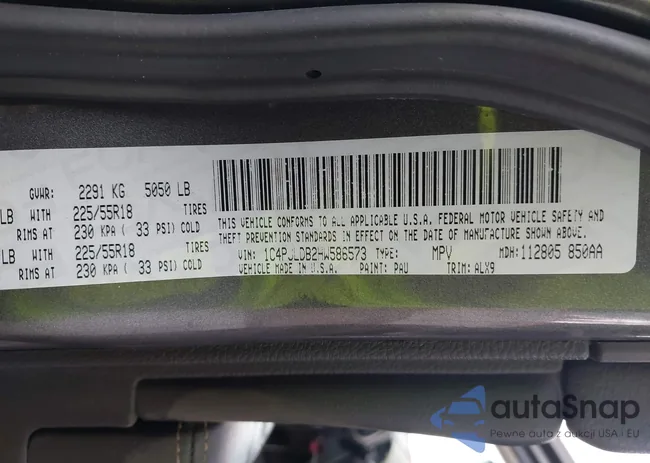 GVWR: 2291 KG 5050 LB
LB WITH 225/55R18 TIRES
RIMS AT 230 KPA ( 33 PSI) COLD
LB WITH 225/55R18 TIRES
RIMS AT 230 KPA ( 33 PSI) COLD
THIS VEHICLE CONFORMS TO ALL APPLICABLE U.S.A. FEDERAL MOTOR VEHICLE SAFETY AND
THEFT PREVENTION STANDARDS IN EFFECT ON THE DATE OF MANUFACTURE SHOWN ABOVE.
VIN: 1C4PJLDB2HW586573 TYPE: MPV MDH: 112805 850AA
VEHICLE MADE IN U.S.A. PAINT: PAU TRIM: ALX9
autaSnap
Pewne auta z aukcji USA i EU